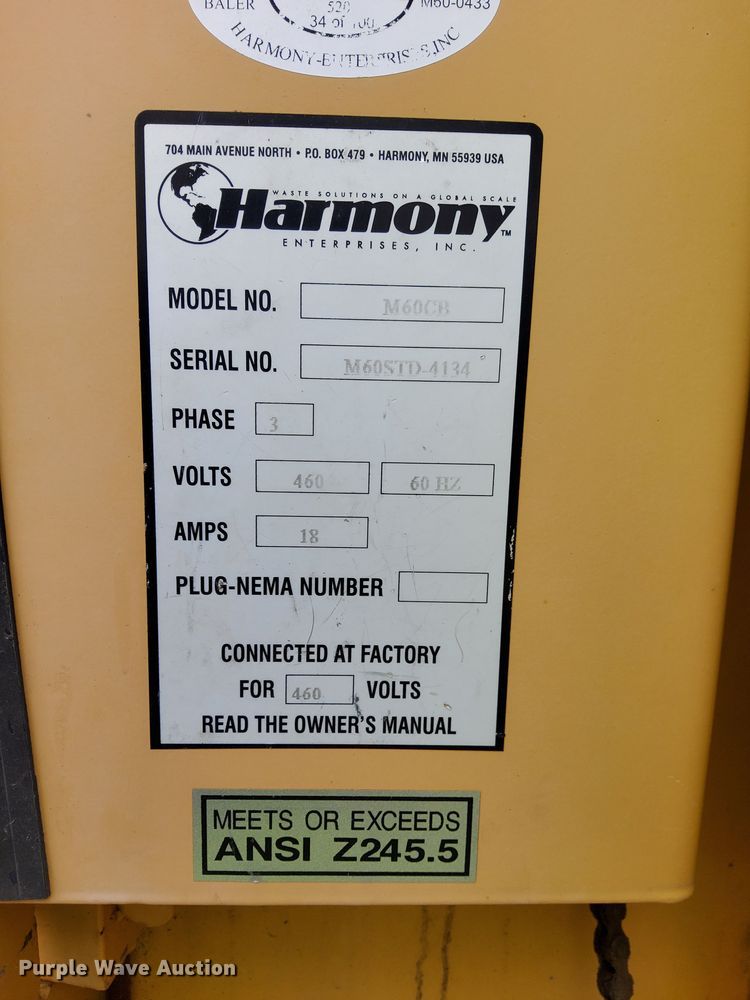 BALER 520 M60-0433
34 of 100
HARMONY ENTERPRISES, INC
704 MAIN AVENUE NORTH • P.O. BOX 479 • HARMONY, MN 55939 USA
WASTE SOLUTIONS ON A GLOBAL SCALE
Harmony™
ENTERPRISES, INC.
MODEL NO. M60CB
SERIAL NO. M60STD-4134
PHASE 3
VOLTS 460 60 HZ
AMPS 18
PLUG-NEMA NUMBER
CONNECTED AT FACTORY
FOR 460 VOLTS
READ THE OWNER'S MANUAL
MEETS OR EXCEEDS
ANSI Z245.5
Purple Wave Auction